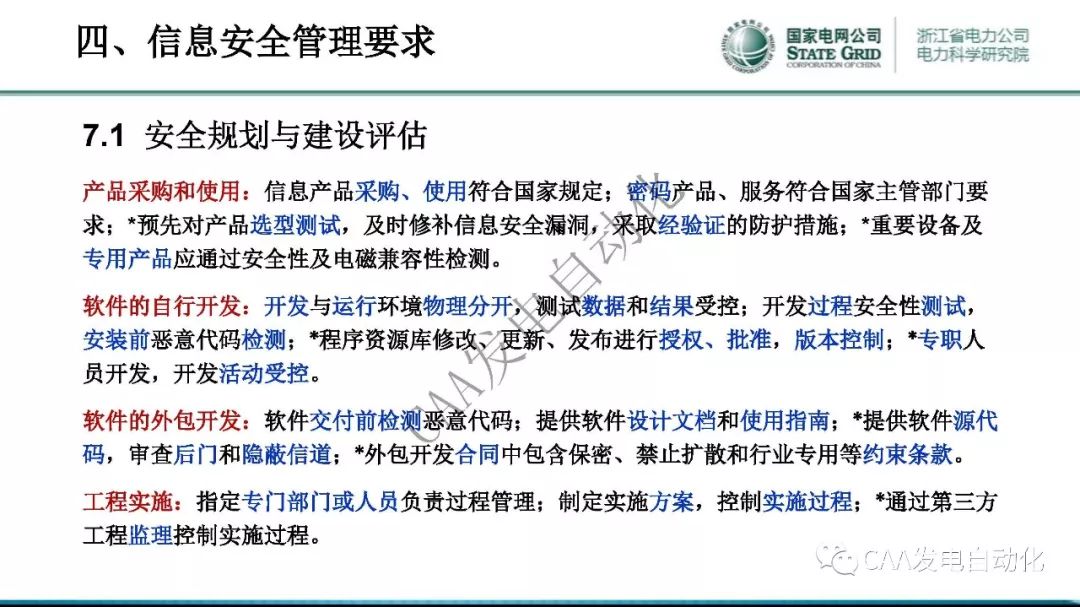 四、信息安全管理要求
国家电网公司
STATE GRID
CORPORATION OF CHINA
浙江省电力公司
电力科学研究院
7.1 安全规划与建设评估
产品采购和使用：信息产品采购、使用符合国家规定；密码产品、服务符合国家主管部门要
求；*预先对产品选型测试，及时修补信息安全漏洞，采取经验证的防护措施；*重要设备及
专用产品应通过安全性及电磁兼容性检测。
软件的自行开发：开发与运行环境物理分开，测试数据和结果受控；开发过程安全性测试，
安装前恶意代码检测；*程序资源库修改、更新、发布进行授权、批准，版本控制；*专职人
员开发，开发活动受控。
软件的外包开发：软件交付前检测恶意代码；提供软件设计文档和使用指南；*提供软件源代
码，审查后门和隐蔽信道；*外包开发合同中包含保密、禁止扩散和行业专用等约束条款。
工程实施：指定专门部门或人员负责过程管理；制定实施方案，控制实施过程；*通过第三方
工程监理控制实施过程。
CAA发电自动化
CAA发电自动化